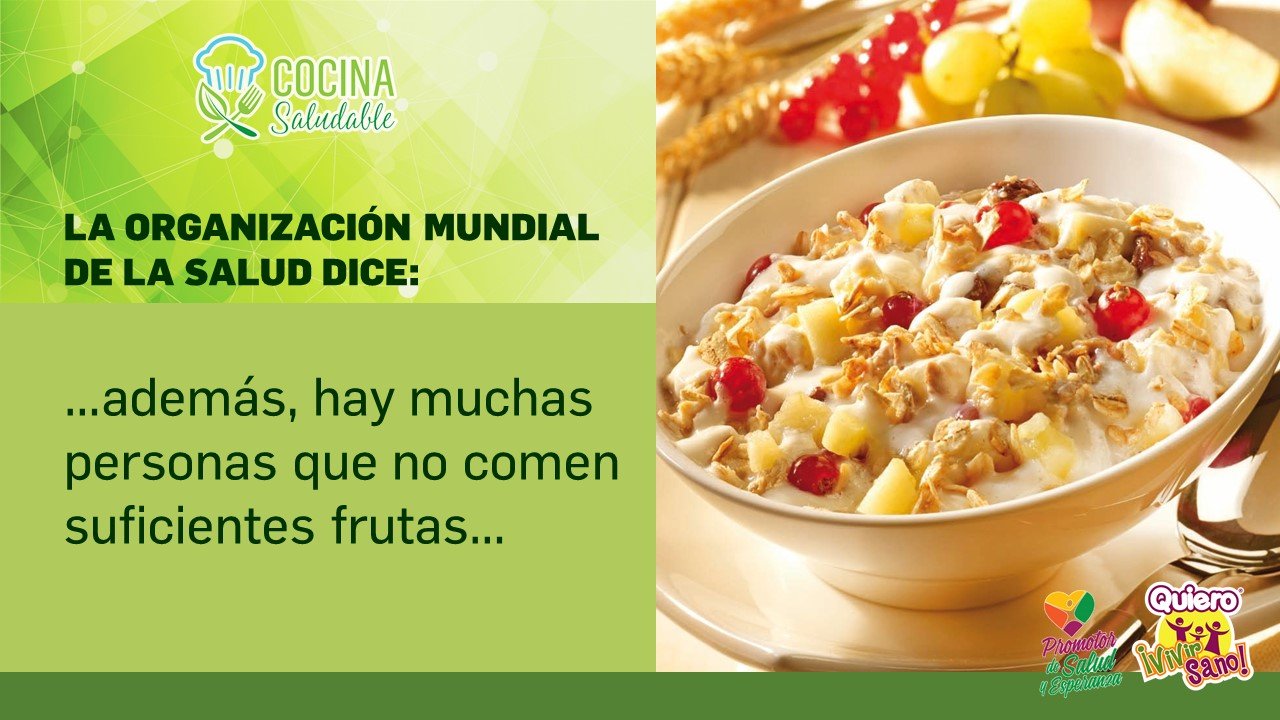 COCINA
Saludable
LA ORGANIZACIÓN MUNDIAL
DE LA SALUD DICE:
...además, hay muchas
personas que no comen
suficientes frutas...
Promotor
de Salud
y Esperanza
Quiero
¡Vivir
Sano!